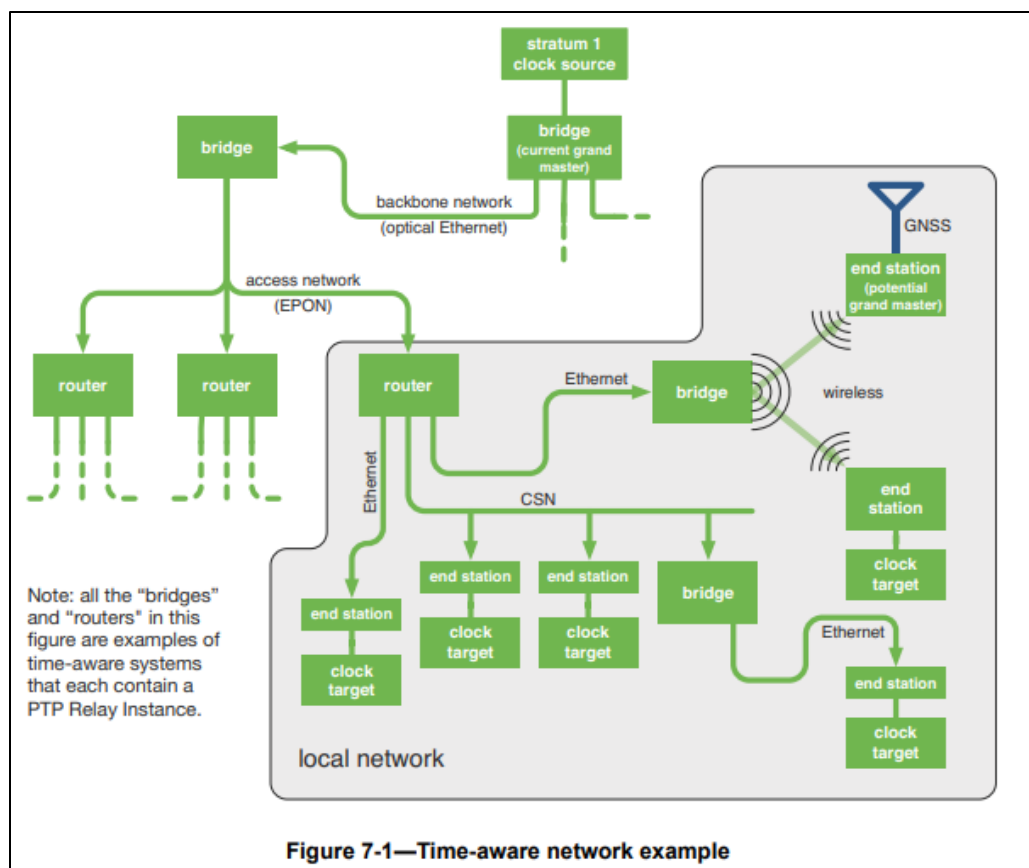 stratum 1
clock source
bridge
(current grand
master)
bridge
backbone network
(optical Ethernet)
GNSS
end station
(potential
grand master)
access network
(EPON)
router
router
router
Ethernet
bridge
wireless
Ethernet
CSN
end
station
clock
target
end station
clock
target
end station
clock
target
bridge
end station
clock
target
Ethernet
end station
clock
target
Note: all the “bridges”
and “routers" in this
figure are examples of
time-aware systems
that each contain a
PTP Relay Instance.
local network
Figure 7-1—Time-aware network example